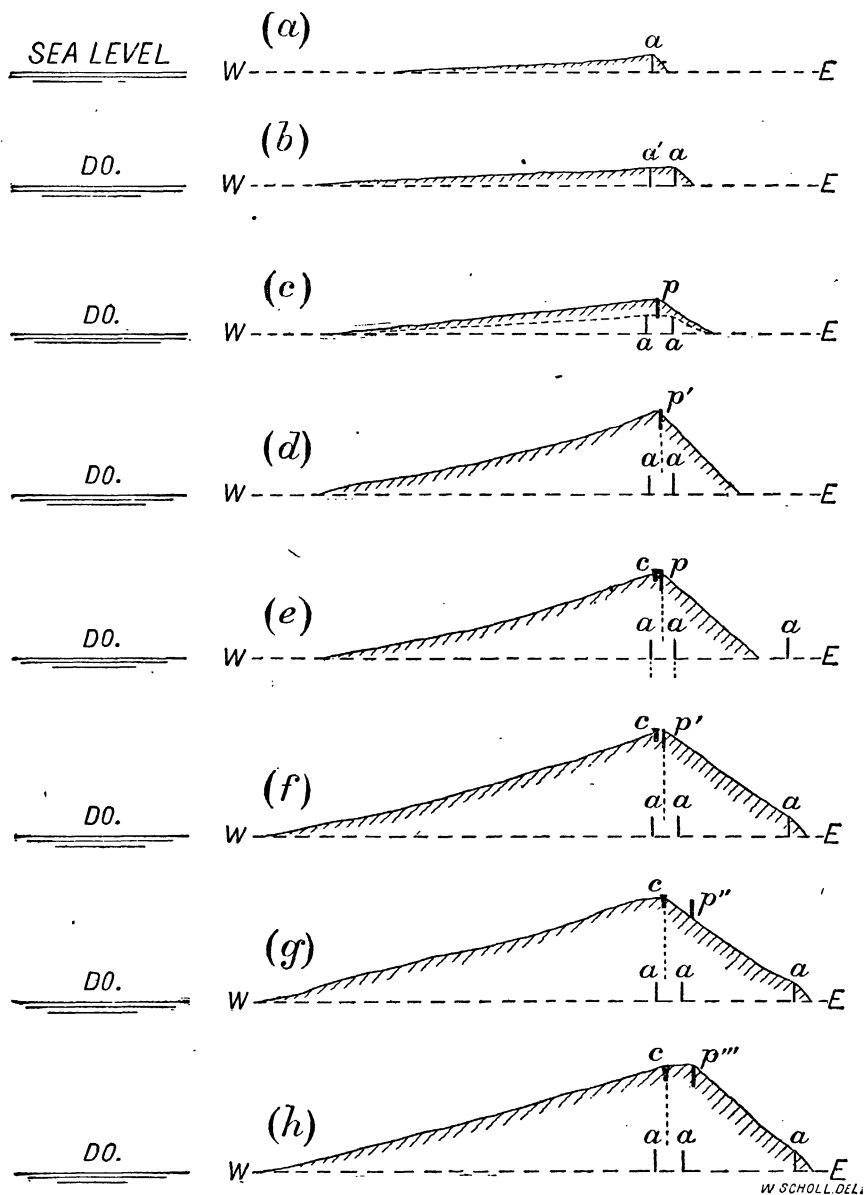 (a)
a
SEA LEVEL
W E
(b)
DO.
a' a
W E
(c)
p
DO.
W E
a a
(d)
p'
a a
DO.
W E
(e)
c p
a a a
DO.
W E
(f)
c p'
a a a
DO.
W E
(g)
c p''
a a a
DO.
W E
(h)
c p'''
a a a
DO.
W E
W SCHOLL. DEL.